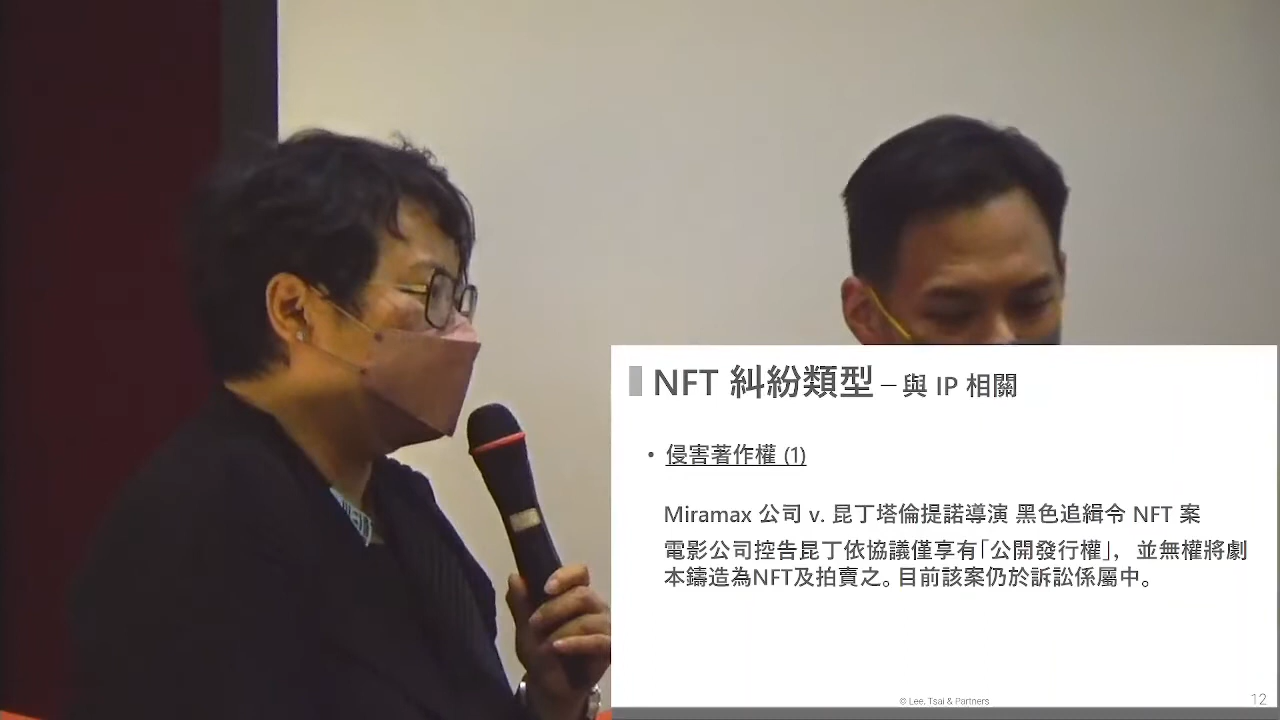 NFT 糾紛類型 – 與 IP 相關
• 侵害著作權 (1)
Miramax 公司 v. 昆丁塔倫提諾導演 黑色追緝令 NFT 案
電影公司控告昆丁依協議僅享有「公開發行權」, 並無權將劇
本鑄造為NFT及拍賣之。目前該案仍於訴訟係屬中。
© Lee, Tsai & Partners
12